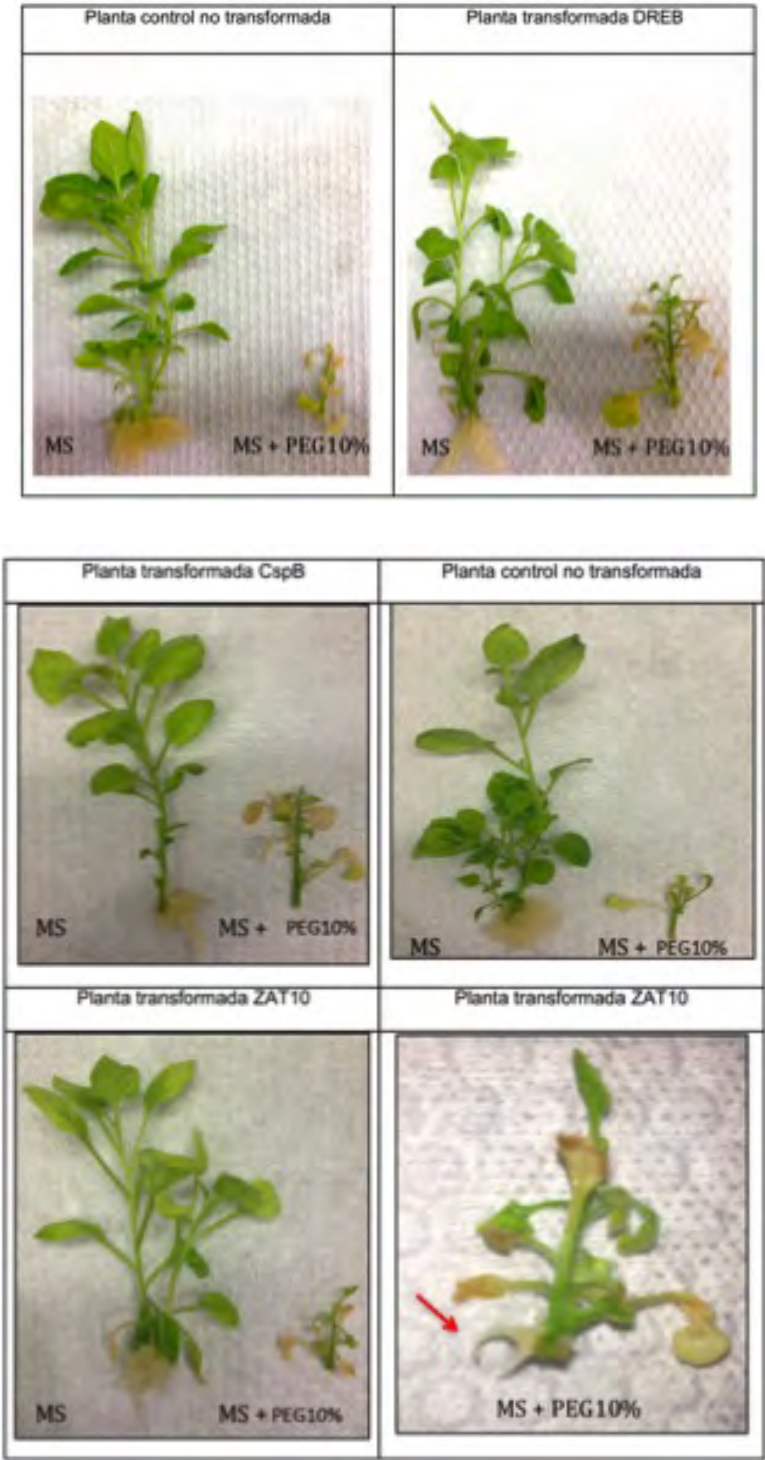 Planta control no transformada
Planta transformada DREB
MS
MS + PEG10%
MS
MS + PEG10%
Planta transformada CspB
Planta control no transformada
MS
MS + PEG10%
MS
MS + PEG10%
Planta transformada ZAT10
Planta transformada ZAT10
MS
MS + PEG10%
MS + PEG10%